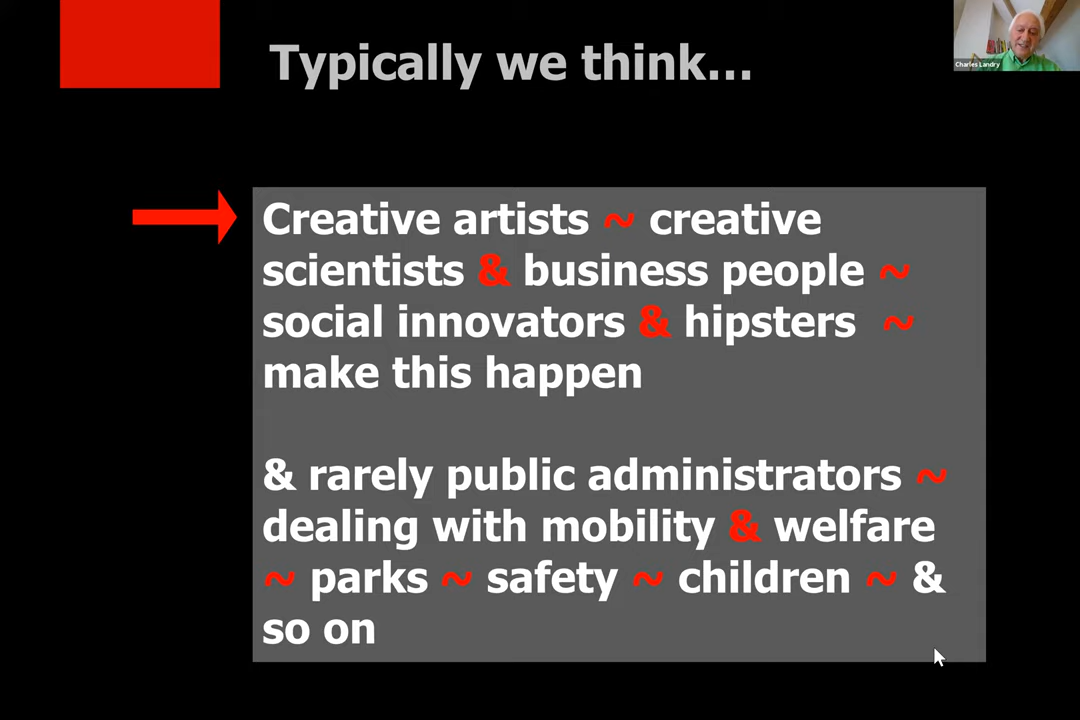 Typically we think...
Charles Landry
Creative artists ~ creative
scientists & business people ~
social innovators & hipsters ~
make this happen
& rarely public administrators ~
dealing with mobility & welfare
~ parks ~ safety ~ children ~ &
so on